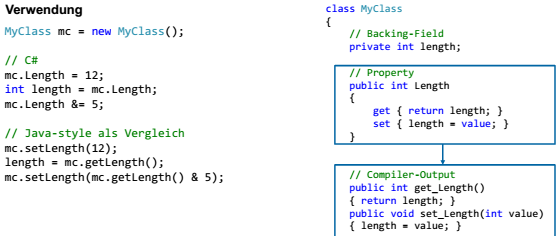 Verwendung
MyClass mc = new MyClass();
// C#
mc.Length = 12;
int length = mc.Length;
mc.Length &= 5;
// Java-style als Vergleich
mc.setLength(12);
length = mc.getLength();
mc.setLength(mc.getLength() & 5);
class MyClass
{
// Backing-Field
private int length;
// Property
public int Length
{
get { return length; }
set { length = value; }
}
// Compiler-Output
public int get_Length()
{ return length; }
public void set_Length(int value)
{ length = value; }